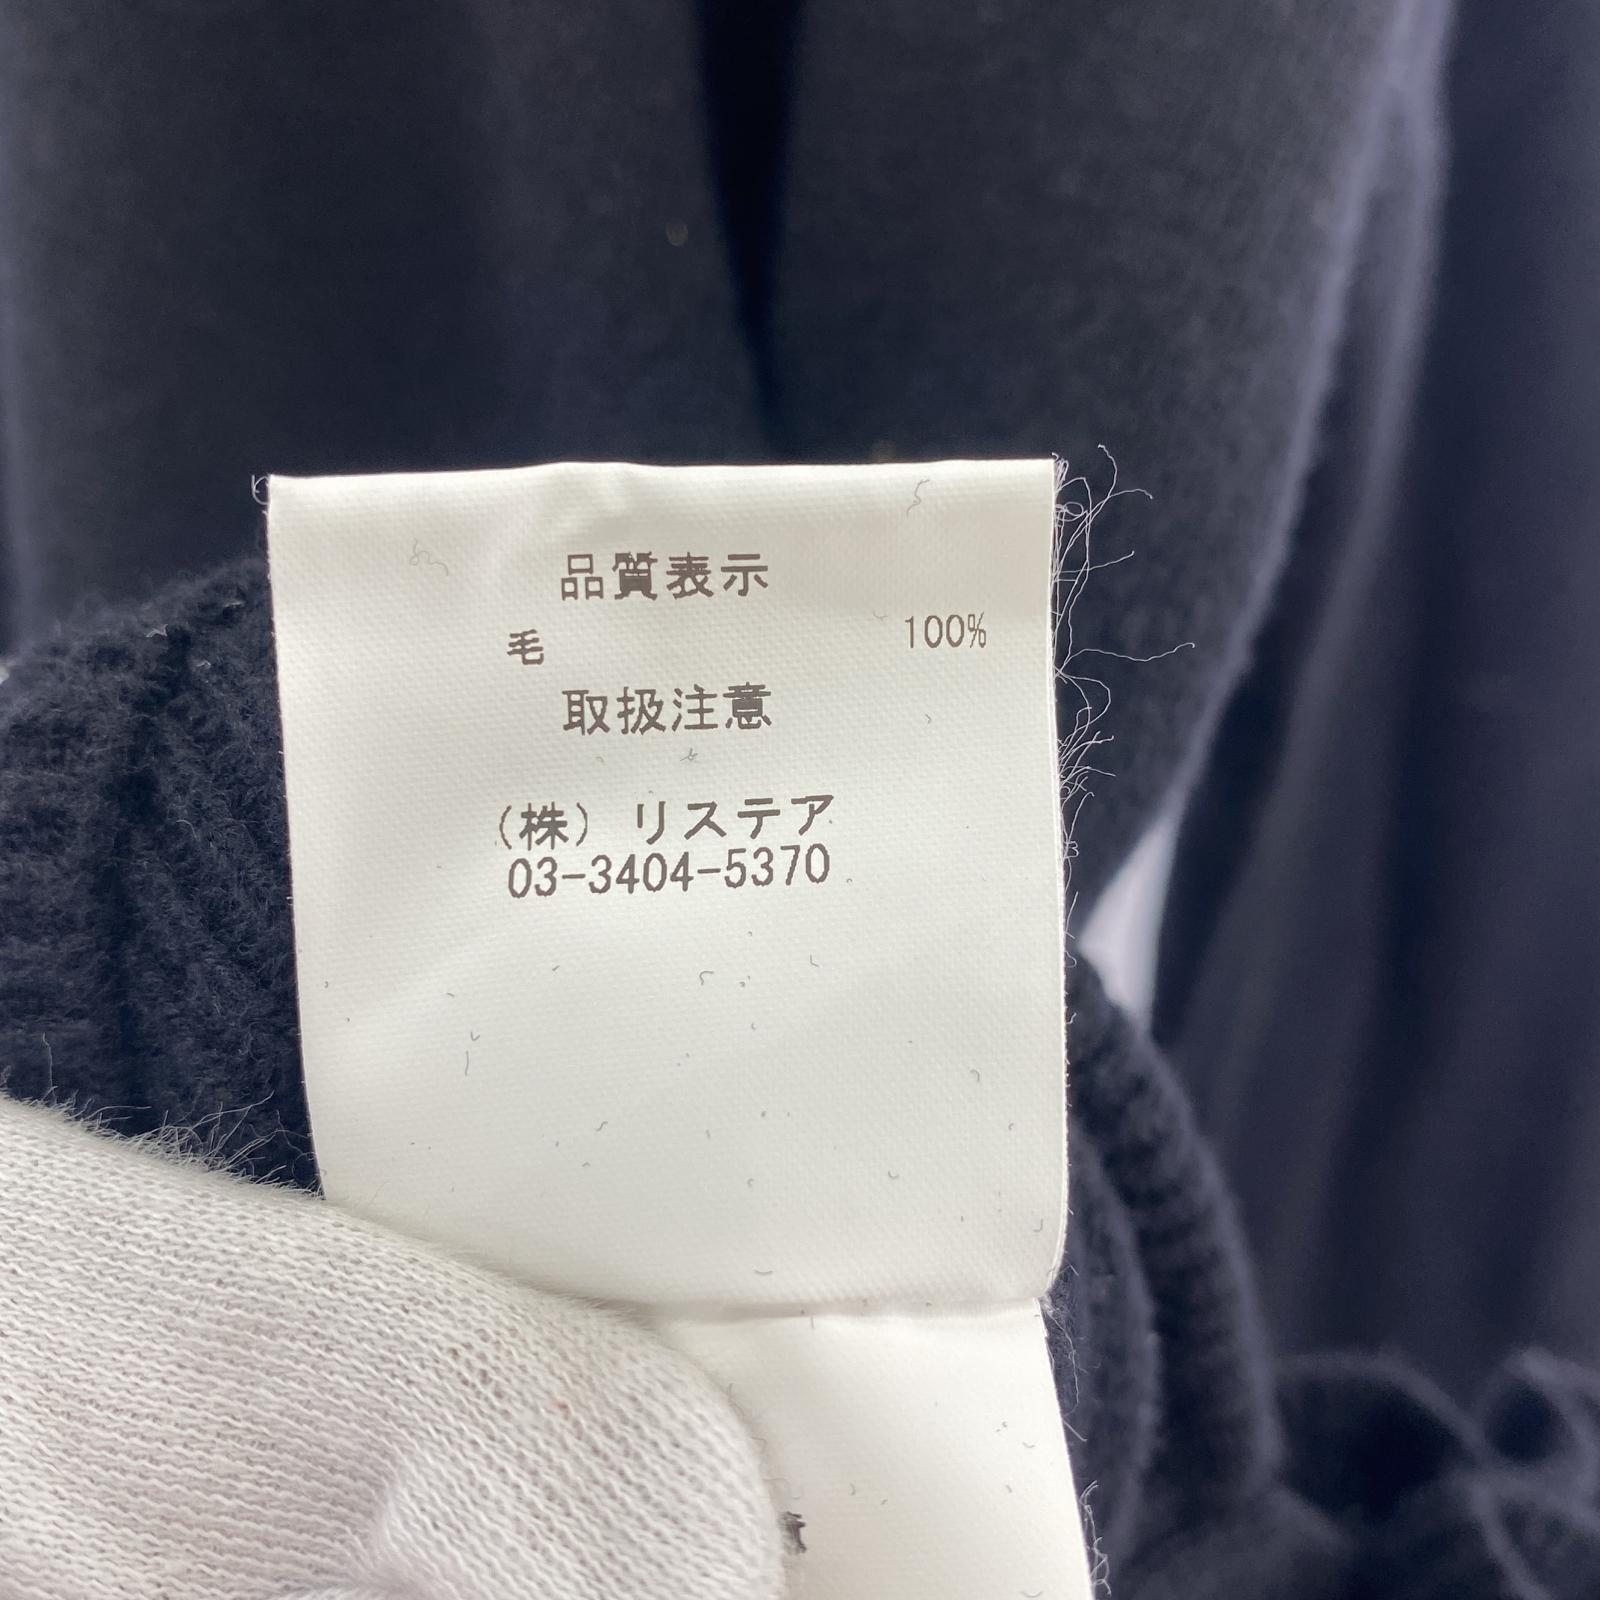 品質表示
毛 100%
取扱注意
(株) リステア
03-3404-5370